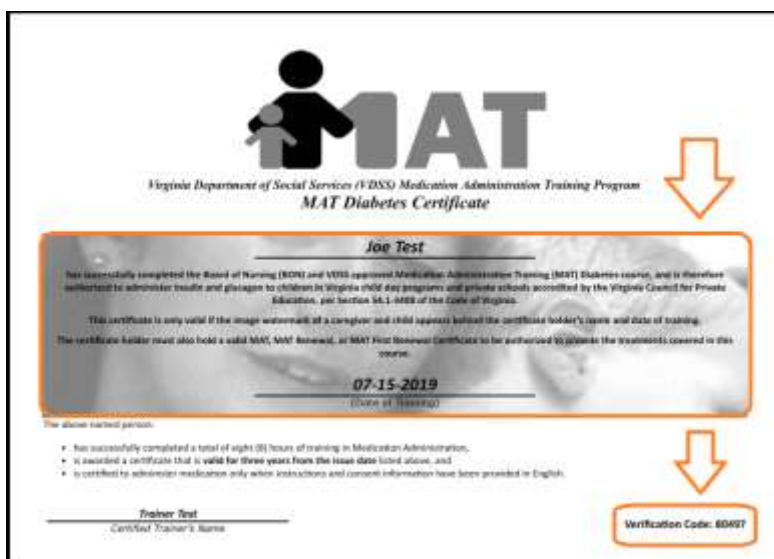 MAT
Virginia Department of Social Services (VDSS) Medication Administration Training Program
MAT Diabetes Certificate
Joe Test
has successfully completed the Board of Nursing (BON) and VDSS approved Medication Administration Training (MAT) Diabetes course, and is therefore
authorized to administer insulin and glucagon to children in Virginia child day programs and private schools accredited by the Virginia Council for Private
Education, per Section 54.1-3408 of the Code of Virginia.
This certificate is only valid if the image watermark of a caregiver and child appears behind the certificate holder's name and date of training.
The certificate holder must also hold a valid MAT, MAT Renewal, or MAT First Renewal Certificate to be authorized to provide the treatments covered in this
course.
07-15-2019
(Date of Training)
The above named person:
• has successfully completed a total of eight (8) hours of training in Medication Administration,
• is awarded a certificate that is valid for three years from the issue date listed above, and
• is certified to administer medication only when instructions and consent information have been provided in English.
Trainer Test
Certified Trainer's Name
Verification Code: 80497